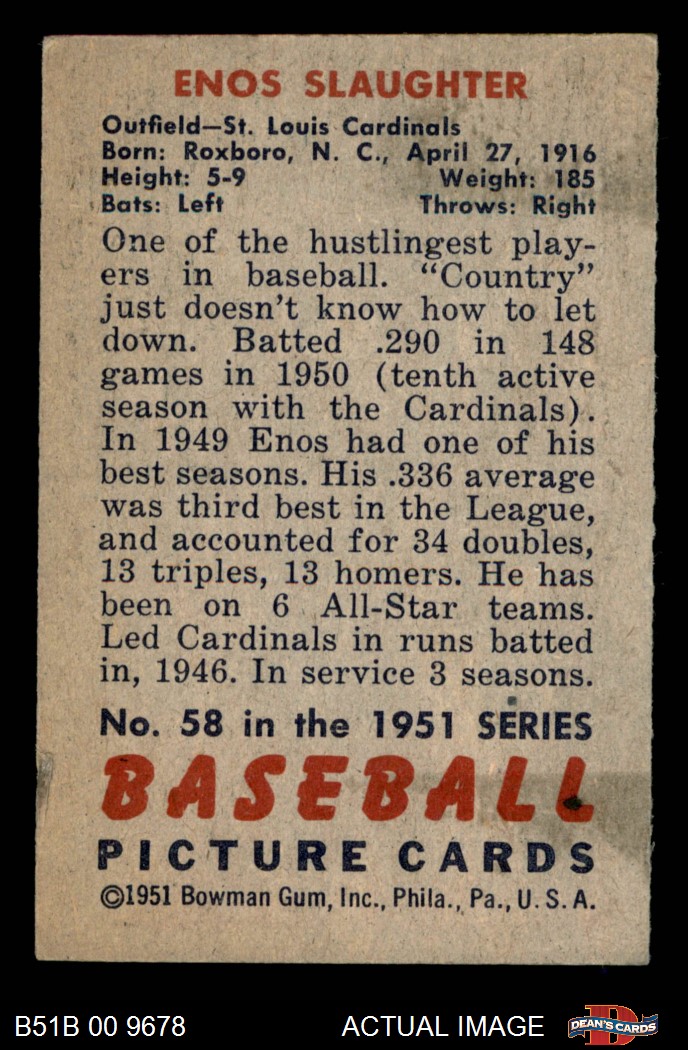 ENOS SLAUGHTER
Outfield—St. Louis Cardinals
Born: Roxboro, N. C., April 27, 1916
Height: 5-9 Weight: 185
Bats: Left Throws: Right
One of the hustlingest play-
ers in baseball. “Country”
just doesn’t know how to let
down. Batted .290 in 148
games in 1950 (tenth active
season with the Cardinals).
In 1949 Enos had one of his
best seasons. His .336 average
was third best in the League,
and accounted for 34 doubles,
13 triples, 13 homers. He has
been on 6 All-Star teams.
Led Cardinals in runs batted
in, 1946. In service 3 seasons.
No. 58 in the 1951 SERIES
BASEBALL
PICTURE CARDS
©1951 Bowman Gum, Inc., Phila., Pa., U. S. A.
B51B 00 9678 ACTUAL IMAGE D DEAN'S CARDS